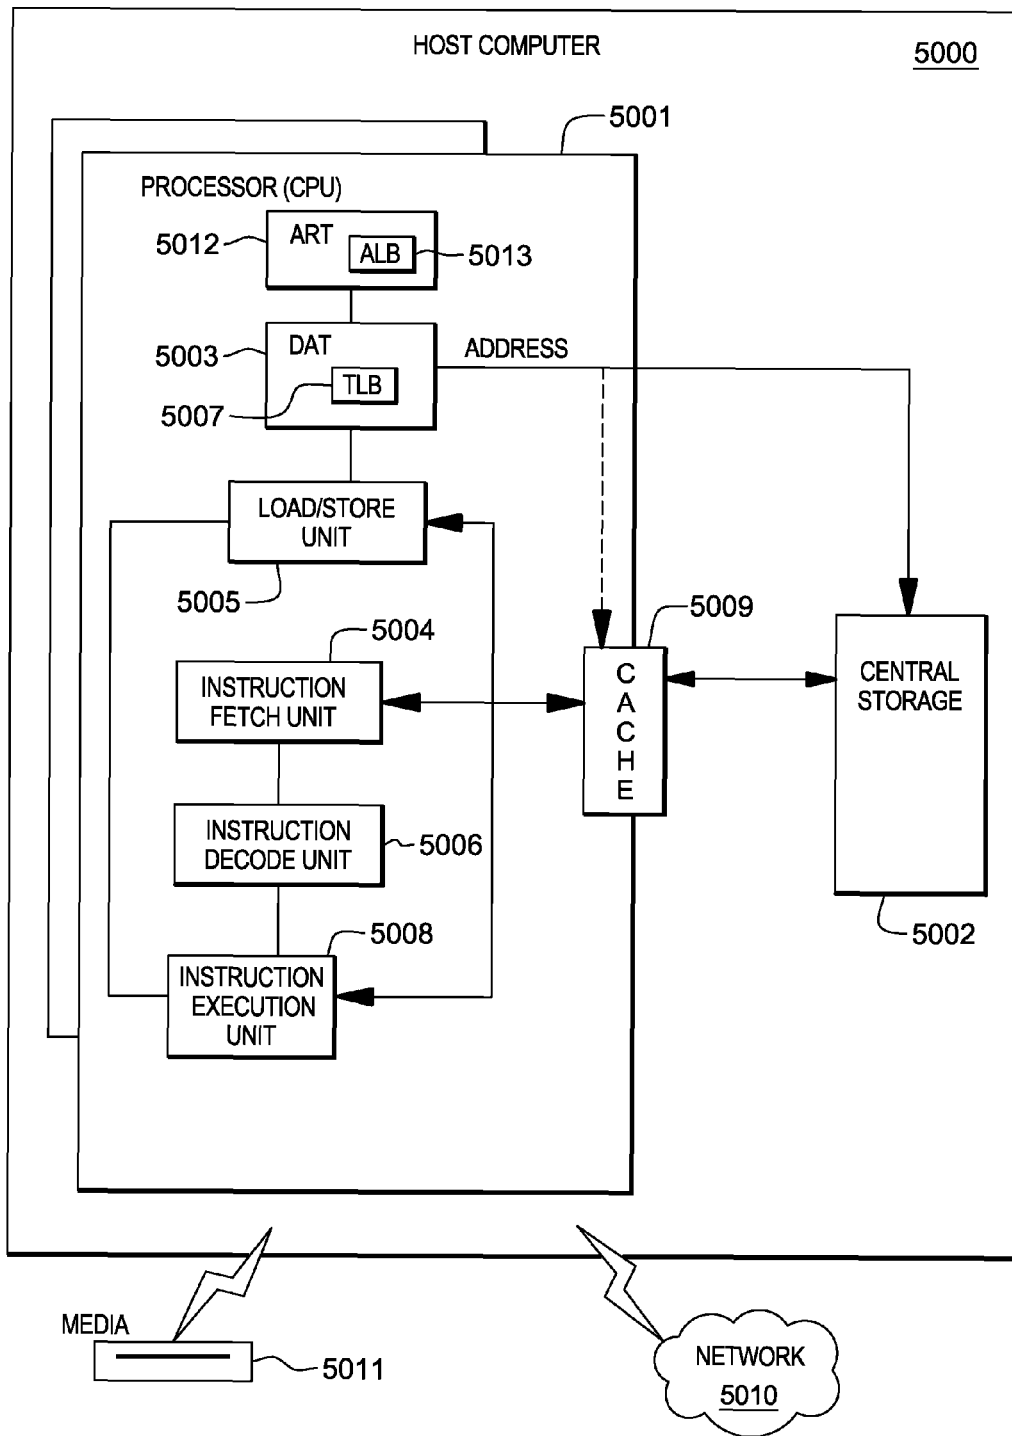 HOST COMPUTER
5000
5001
PROCESSOR (CPU)
ART
ALB
5012
5013
DAT
TLB
5003
5007
ADDRESS
LOAD/STORE
UNIT
5005
5004
INSTRUCTION
FETCH UNIT
5009
CACHE
CENTRAL
STORAGE
5002
INSTRUCTION
DECODE UNIT
5006
5008
INSTRUCTION
EXECUTION
UNIT
MEDIA
5011
NETWORK
5010